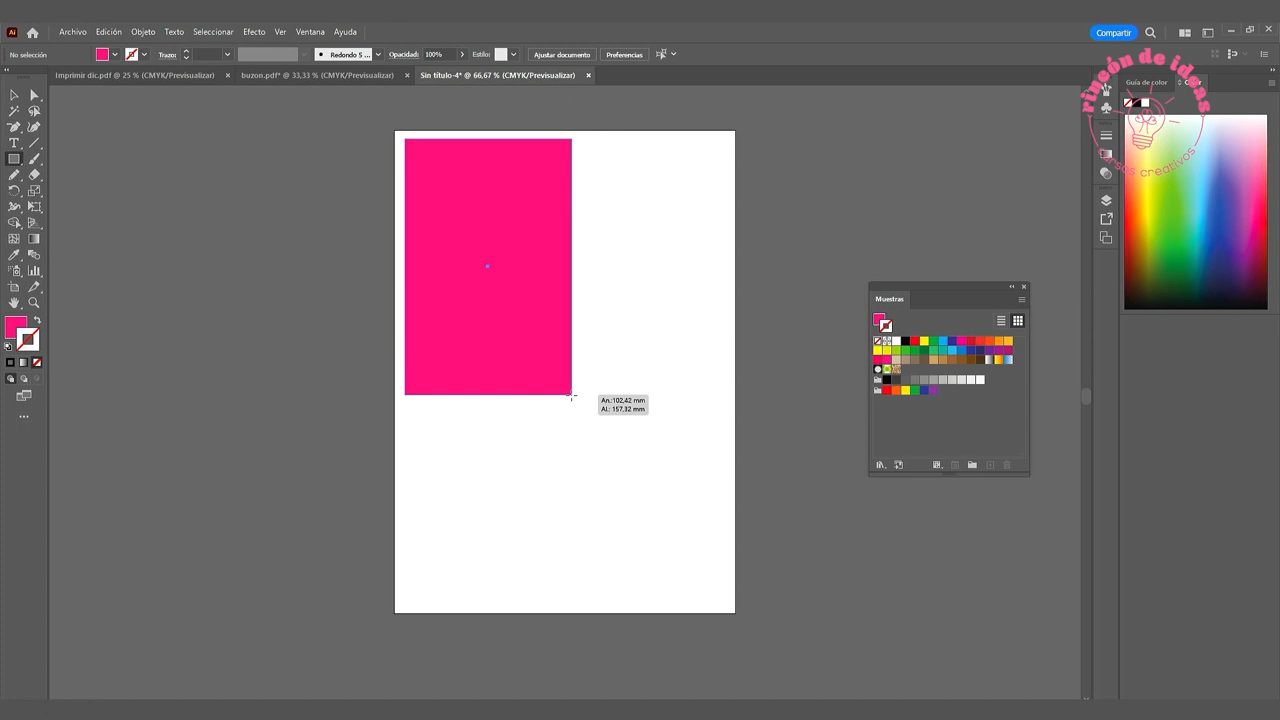 Ai
Archivo Edición Objeto Texto Seleccionar Efecto Ver Ventana Ayuda
Compartir
No selección
Trazo:
Redondo 5 ...
Opacidad: 100%
Estilo:
Ajustar documento
Preferencias
Imprimir dic.pdf @ 25 % (CMYK/Previsualizar)
buzon.pdf* @ 33,33 % (CMYK/Previsualizar)
Sin título-4* @ 66,67 % (CMYK/Previsualizar)
Guía de color
rincón de ideas
cursos creativos
Muestras
An.:102,42 mm
Al.: 157,32 mm